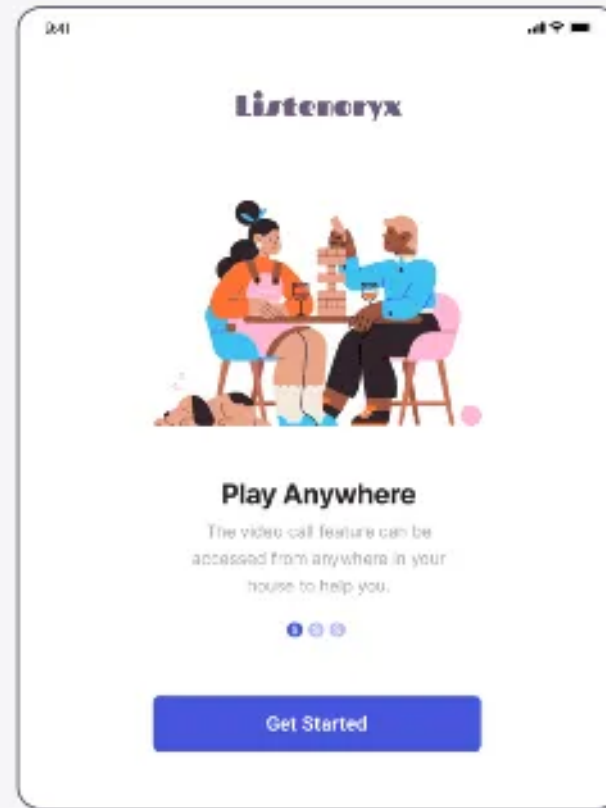 9:41
Listenoryx
Play Anywhere
The video call feature can be
accessed from anywhere in your
house to help you.
Get Started